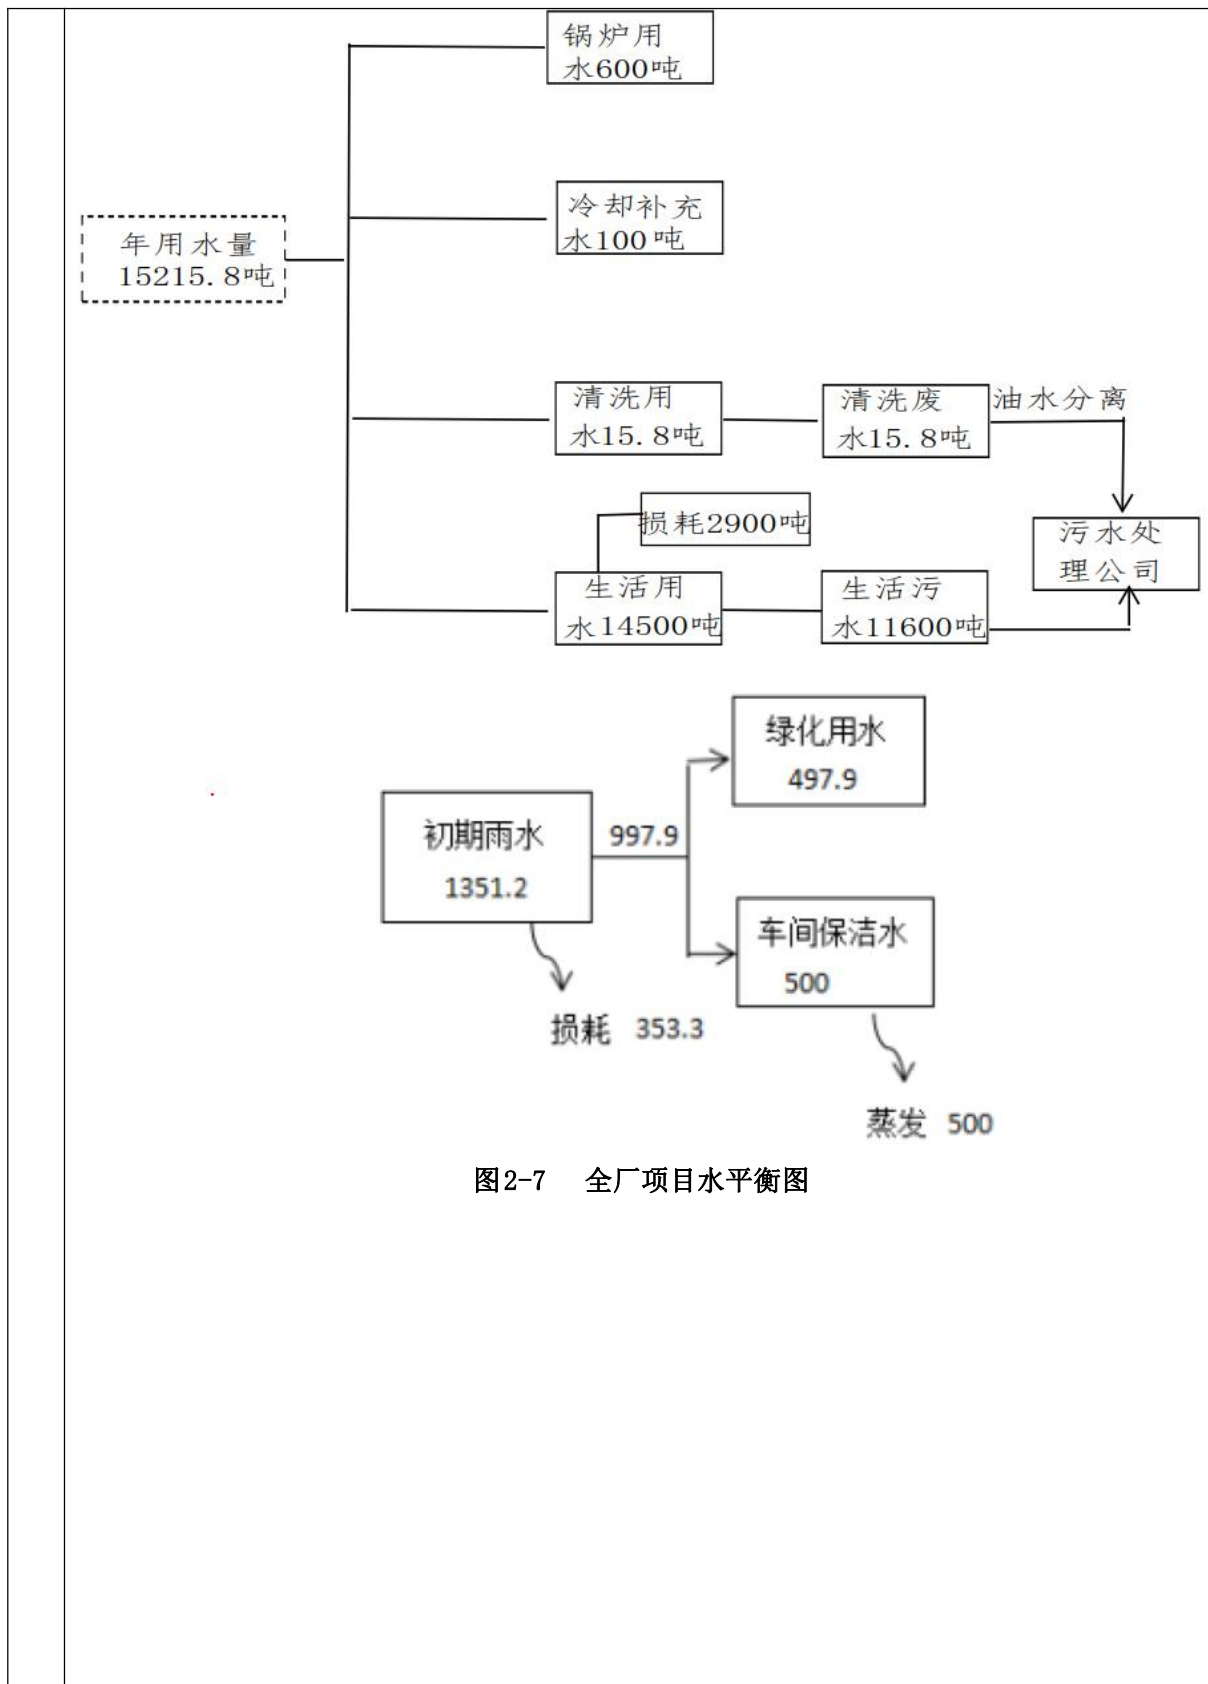 锅炉用
水600吨
冷却补充
水100吨
年用水量
15215.8吨
清洗用
水15.8吨
清洗废
水15.8吨
油水分离
损耗2900吨
污水处
理公司
生活用
水14500吨
生活污
水11600吨
绿化用水
497.9
初期雨水
1351.2
997.9
车间保洁水
500
损耗 353.3
蒸发 500
图2-7 全厂项目水平衡图